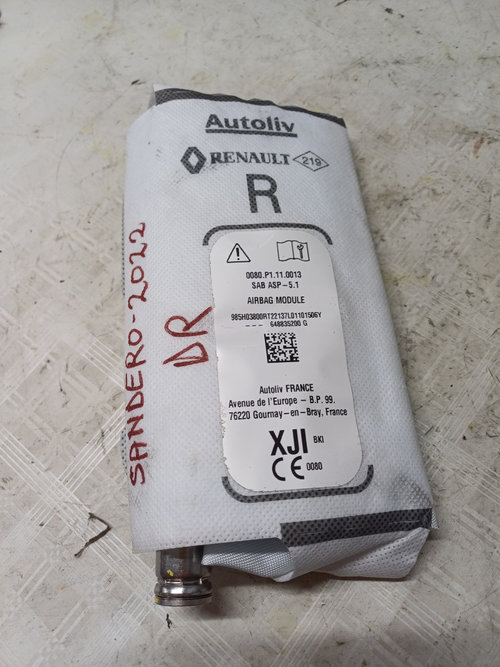 Autoliv
RENAULT 219
R
0080.P1.11.0013
SAB ASP-5.1
AIRBAG MODULE
985H03800RT22137LD1101506Y
--- 648835200 G
Autoliv FRANCE
Avenue de l'Europe - B.P. 99,
76220 Gournay-en-Bray, France
XJI BKI
CE 0080
DR
SANDERO-2022